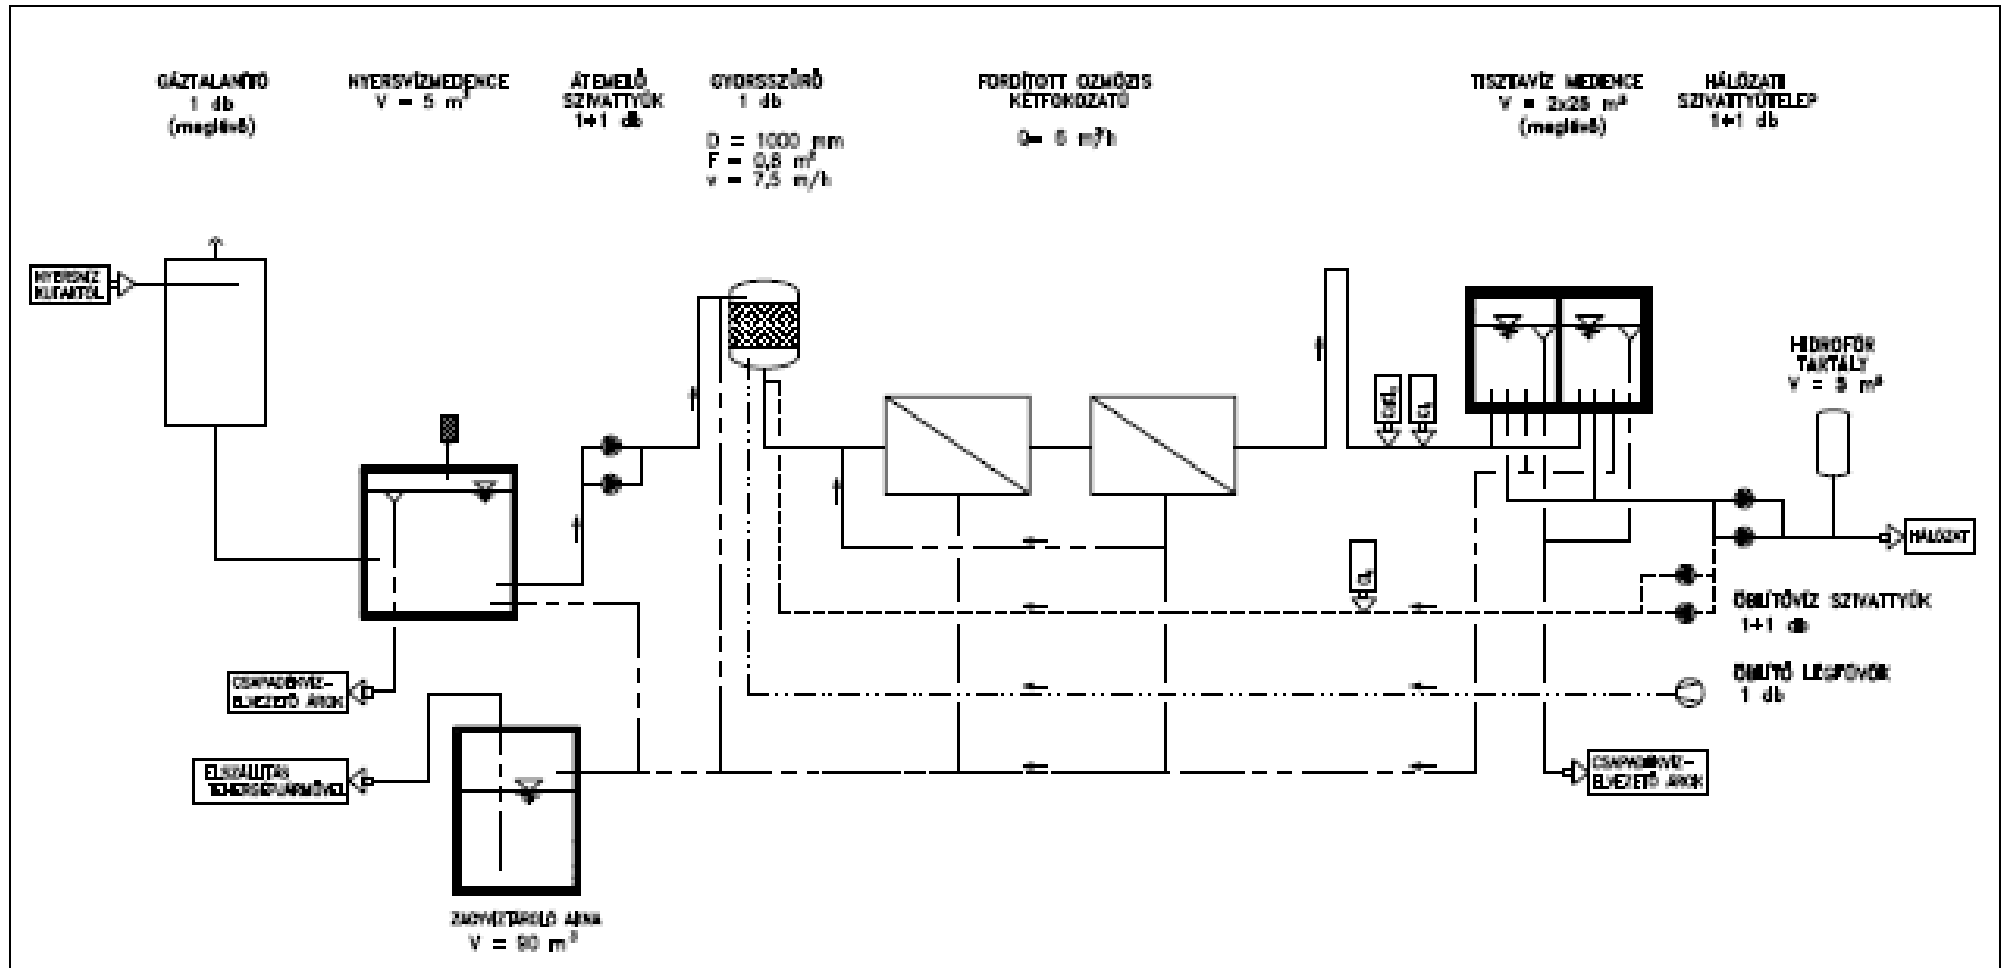 GÁZTALANÍTÓ
1 db
(meglévő)
NYERSVÍZMEDENCE
V = 5 m³
ÁTEMELŐ
SZIVATTYÚK
1+1 db
GYORSSZŰRŐ
1 db
D = 1000 mm
F = 0,8 m²
v = 7,5 m/h
FORDÍTOTT OZMÓZIS
KÉTFOKOZATÚ
Q= 6 m³/h
TISZTAVÍZ MEDENCE
V = 2x25 m³
(meglévő)
HÁLÓZATI
SZIVATTYÚTELEP
1+1 db
NYERSVÍZ
KUTAKTÓL
HIDROFÓR
TARTÁLY
V = 5 m³
HÁLÓZAT
ÖBLÍTŐVÍZ SZIVATTYÚK
1+1 db
ÖBLÍTŐ LÉGFÚVÓK
1 db
CSAPADÉKVÍZ-
ELVEZETŐ ÁROK
ELSZÁLLÍTÁS
TEHERGÉPJÁRMŰVEL
CSAPADÉKVÍZ-
ELVEZETŐ ÁROK
ZAGYVÍZTÁROLÓ AKNA
V = 90 m³